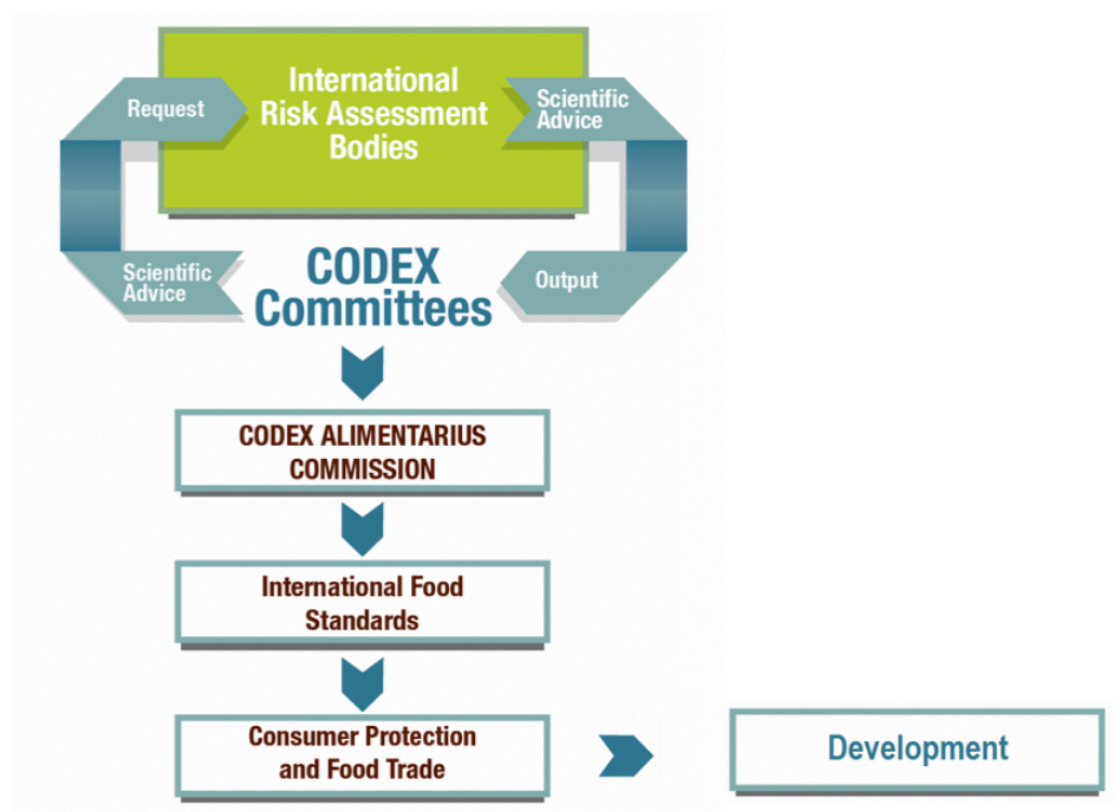 International
Risk Assessment
Bodies
Request
Scientific
Advice
Scientific
Advice
CODEX
Committees
Output
CODEX ALIMENTARIUS
COMMISSION
International Food
Standards
Consumer Protection
and Food Trade
Development